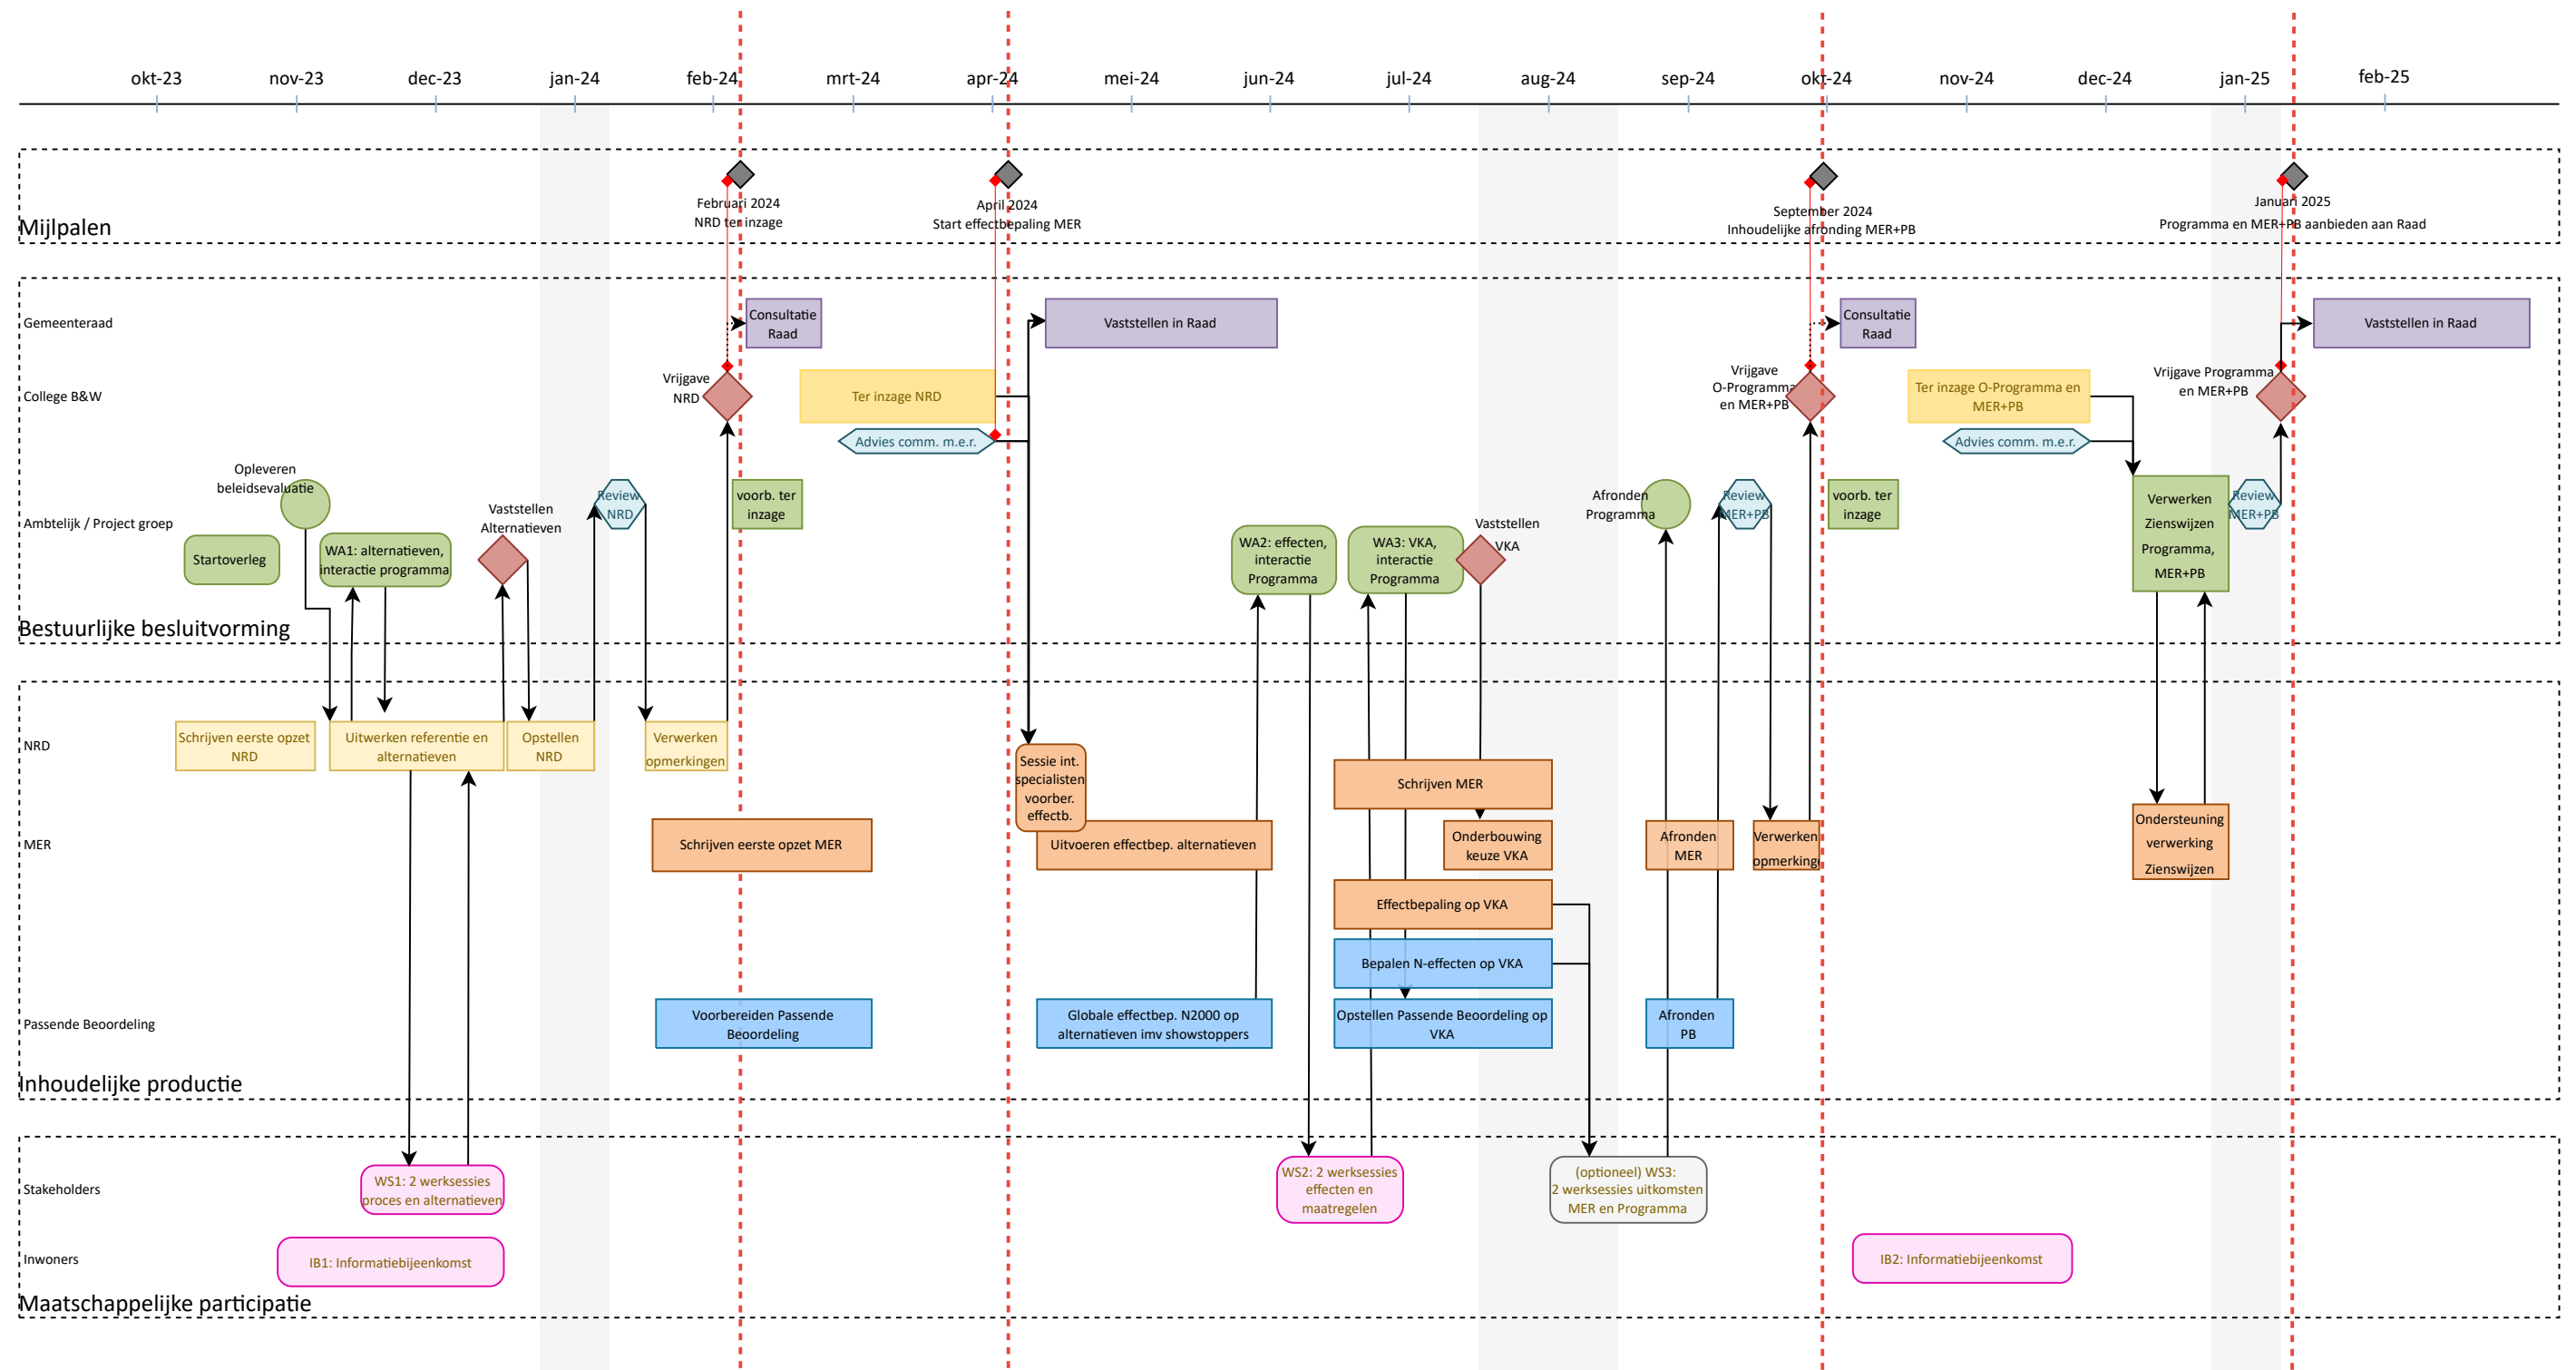 okt-23
nov-23
dec-23
jan-24
feb-24
mrt-24
apr-24
mei-24
jun-24
jul-24
aug-24
sep-24
okt-24
nov-24
dec-24
jan-25
feb-25
Mijlpalen
Februari 2024
NRD ter inzage
April 2024
Start effectbepaling MER
September 2024
Inhoudelijke afronding MER+PB
Januari 2025
Programma en MER+PB aanbieden aan Raad
Gemeenteraad
Consultatie
Raad
Vaststellen in Raad
Consultatie
Raad
Vaststellen in Raad
College B&W
Vrijgave
NRD
Ter inzage NRD
Advies comm. m.e.r.
Vrijgave
O-Programma
en MER+PB
Ter inzage O-Programma en
MER+PB
Advies comm. m.e.r.
Vrijgave Programma
en MER+PB
Ambtelijk / Project groep
Opleveren
beleidsevaluatie
Startoverleg
WA1: alternatieven,
interactie programma
Vaststellen
Alternatieven
Review
NRD
voorb. ter
inzage
WA2: effecten,
interactie
Programma
WA3: VKA,
interactie
Programma
Vaststellen
VKA
Afronden
Programma
Review
MER+PB
voorb. ter
inzage
Verwerken
Zienswijzen
Programma,
MER+PB
Review
MER+PB
Bestuurlijke besluitvorming
NRD
Schrijven eerste opzet
NRD
Uitwerken referentie en
alternatieven
Opstellen
NRD
Verwerken
opmerkingen
Sessie int.
specialisten
voorber.
effectb.
Schrijven MER
MER
Schrijven eerste opzet MER
Uitvoeren effectbep. alternatieven
Onderbouwing
keuze VKA
Afronden
MER
Verwerken
opmerking
Ondersteuning
verwerking
Zienswijzen
Effectbepaling op VKA
Bepalen N-effecten op VKA
Passende Beoordeling
Voorbereiden Passende
Beoordeling
Globale effectbep. N2000 op
alternatieven imv showstoppers
Opstellen Passende Beoordeling op
VKA
Afronden
PB
Inhoudelijke productie
Stakeholders
WS1: 2 werksessies
proces en alternatieven
WS2: 2 werksessies
effecten en
maatregelen
(optioneel) WS3:
2 werksessies uitkomsten
MER en Programma
Inwoners
IB1: Informatiebijeenkomst
IB2: Informatiebijeenkomst
Maatschappelijke participatie